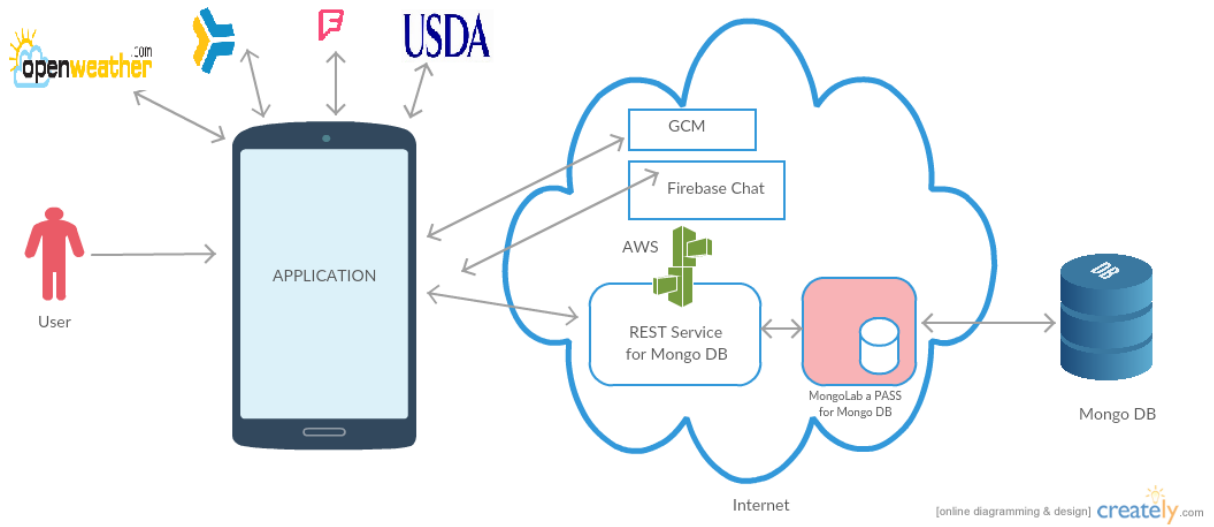 openweather.com
USDA
GCM
Firebase Chat
AWS
APPLICATION
User
REST Service
for Mongo DB
DB
MongoLab a PASS
for Mongo DB
Mongo DB
Internet
[online diagramming & design] creately.com